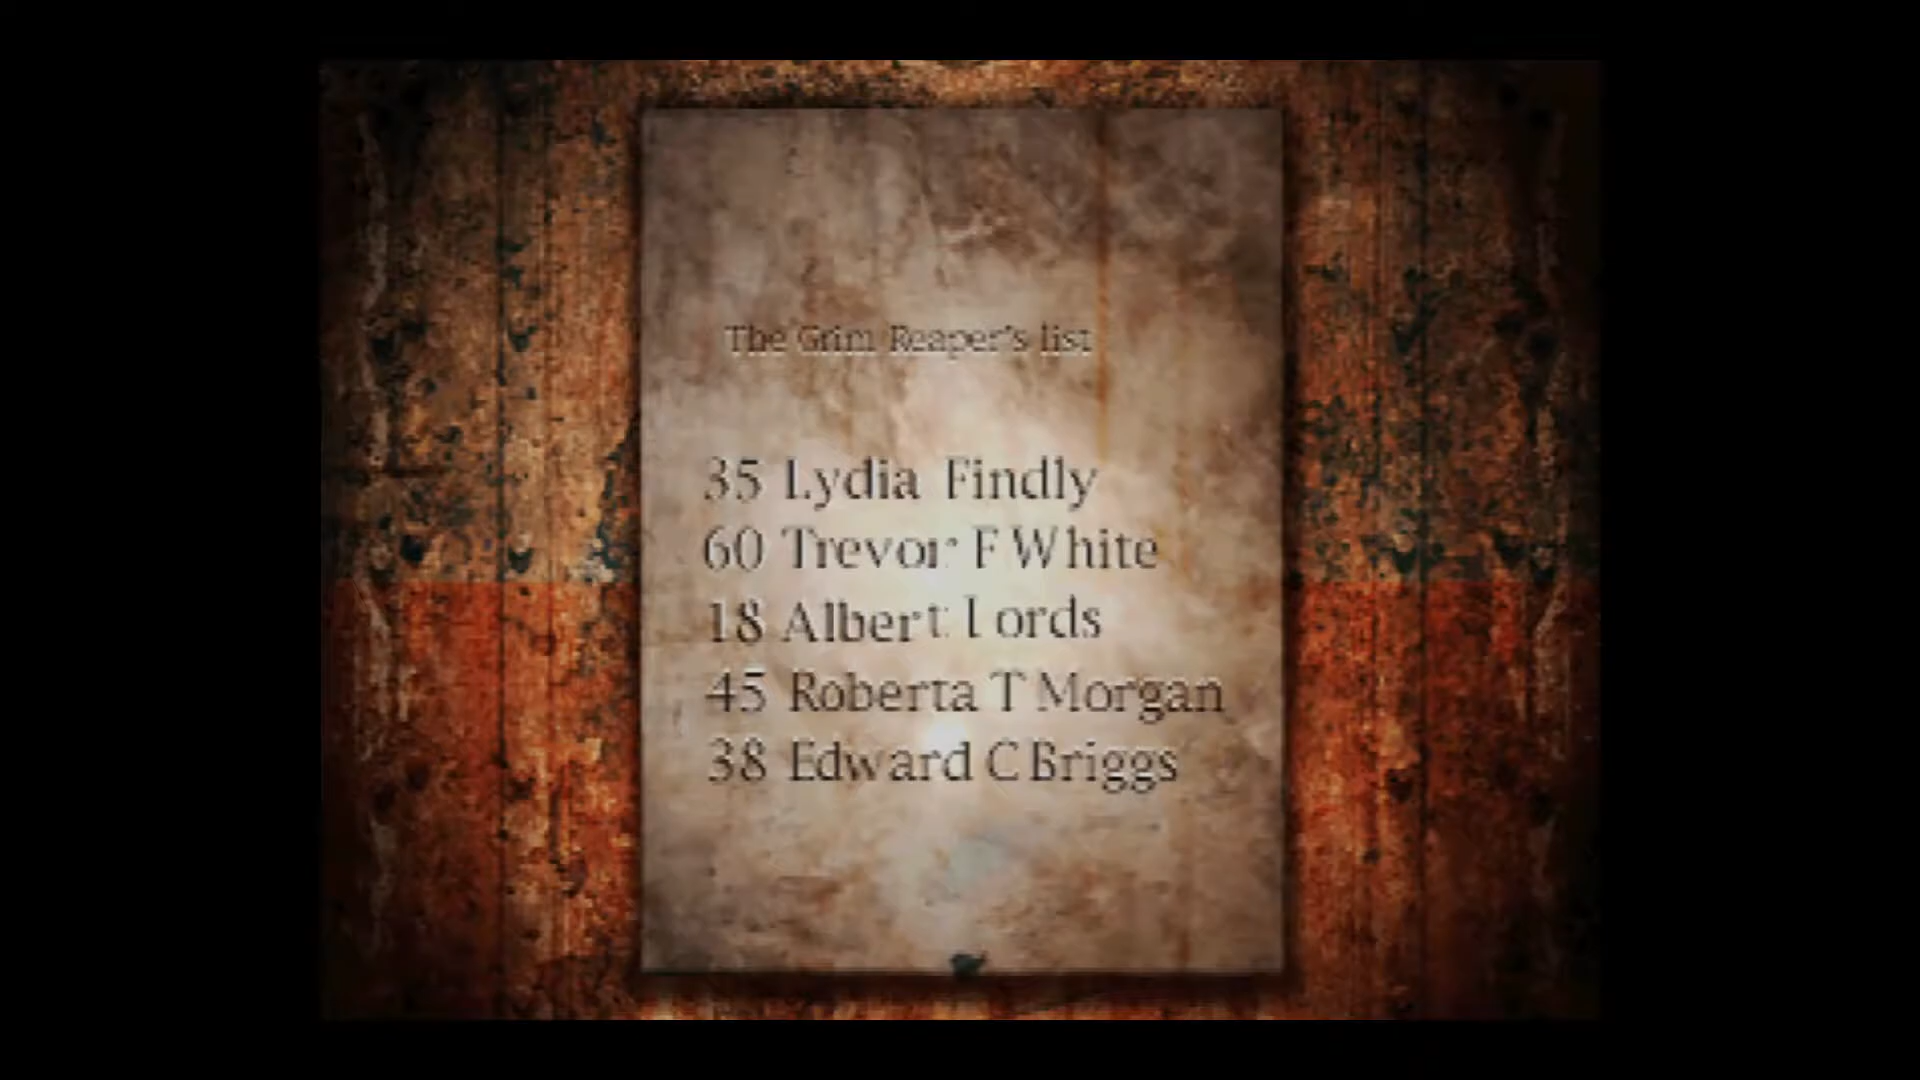 The Grim Reaper's list
35 Lydia Findly
60 Trevor F White
18 Albert Lords
45 Roberta T Morgan
38 Edward C Briggs